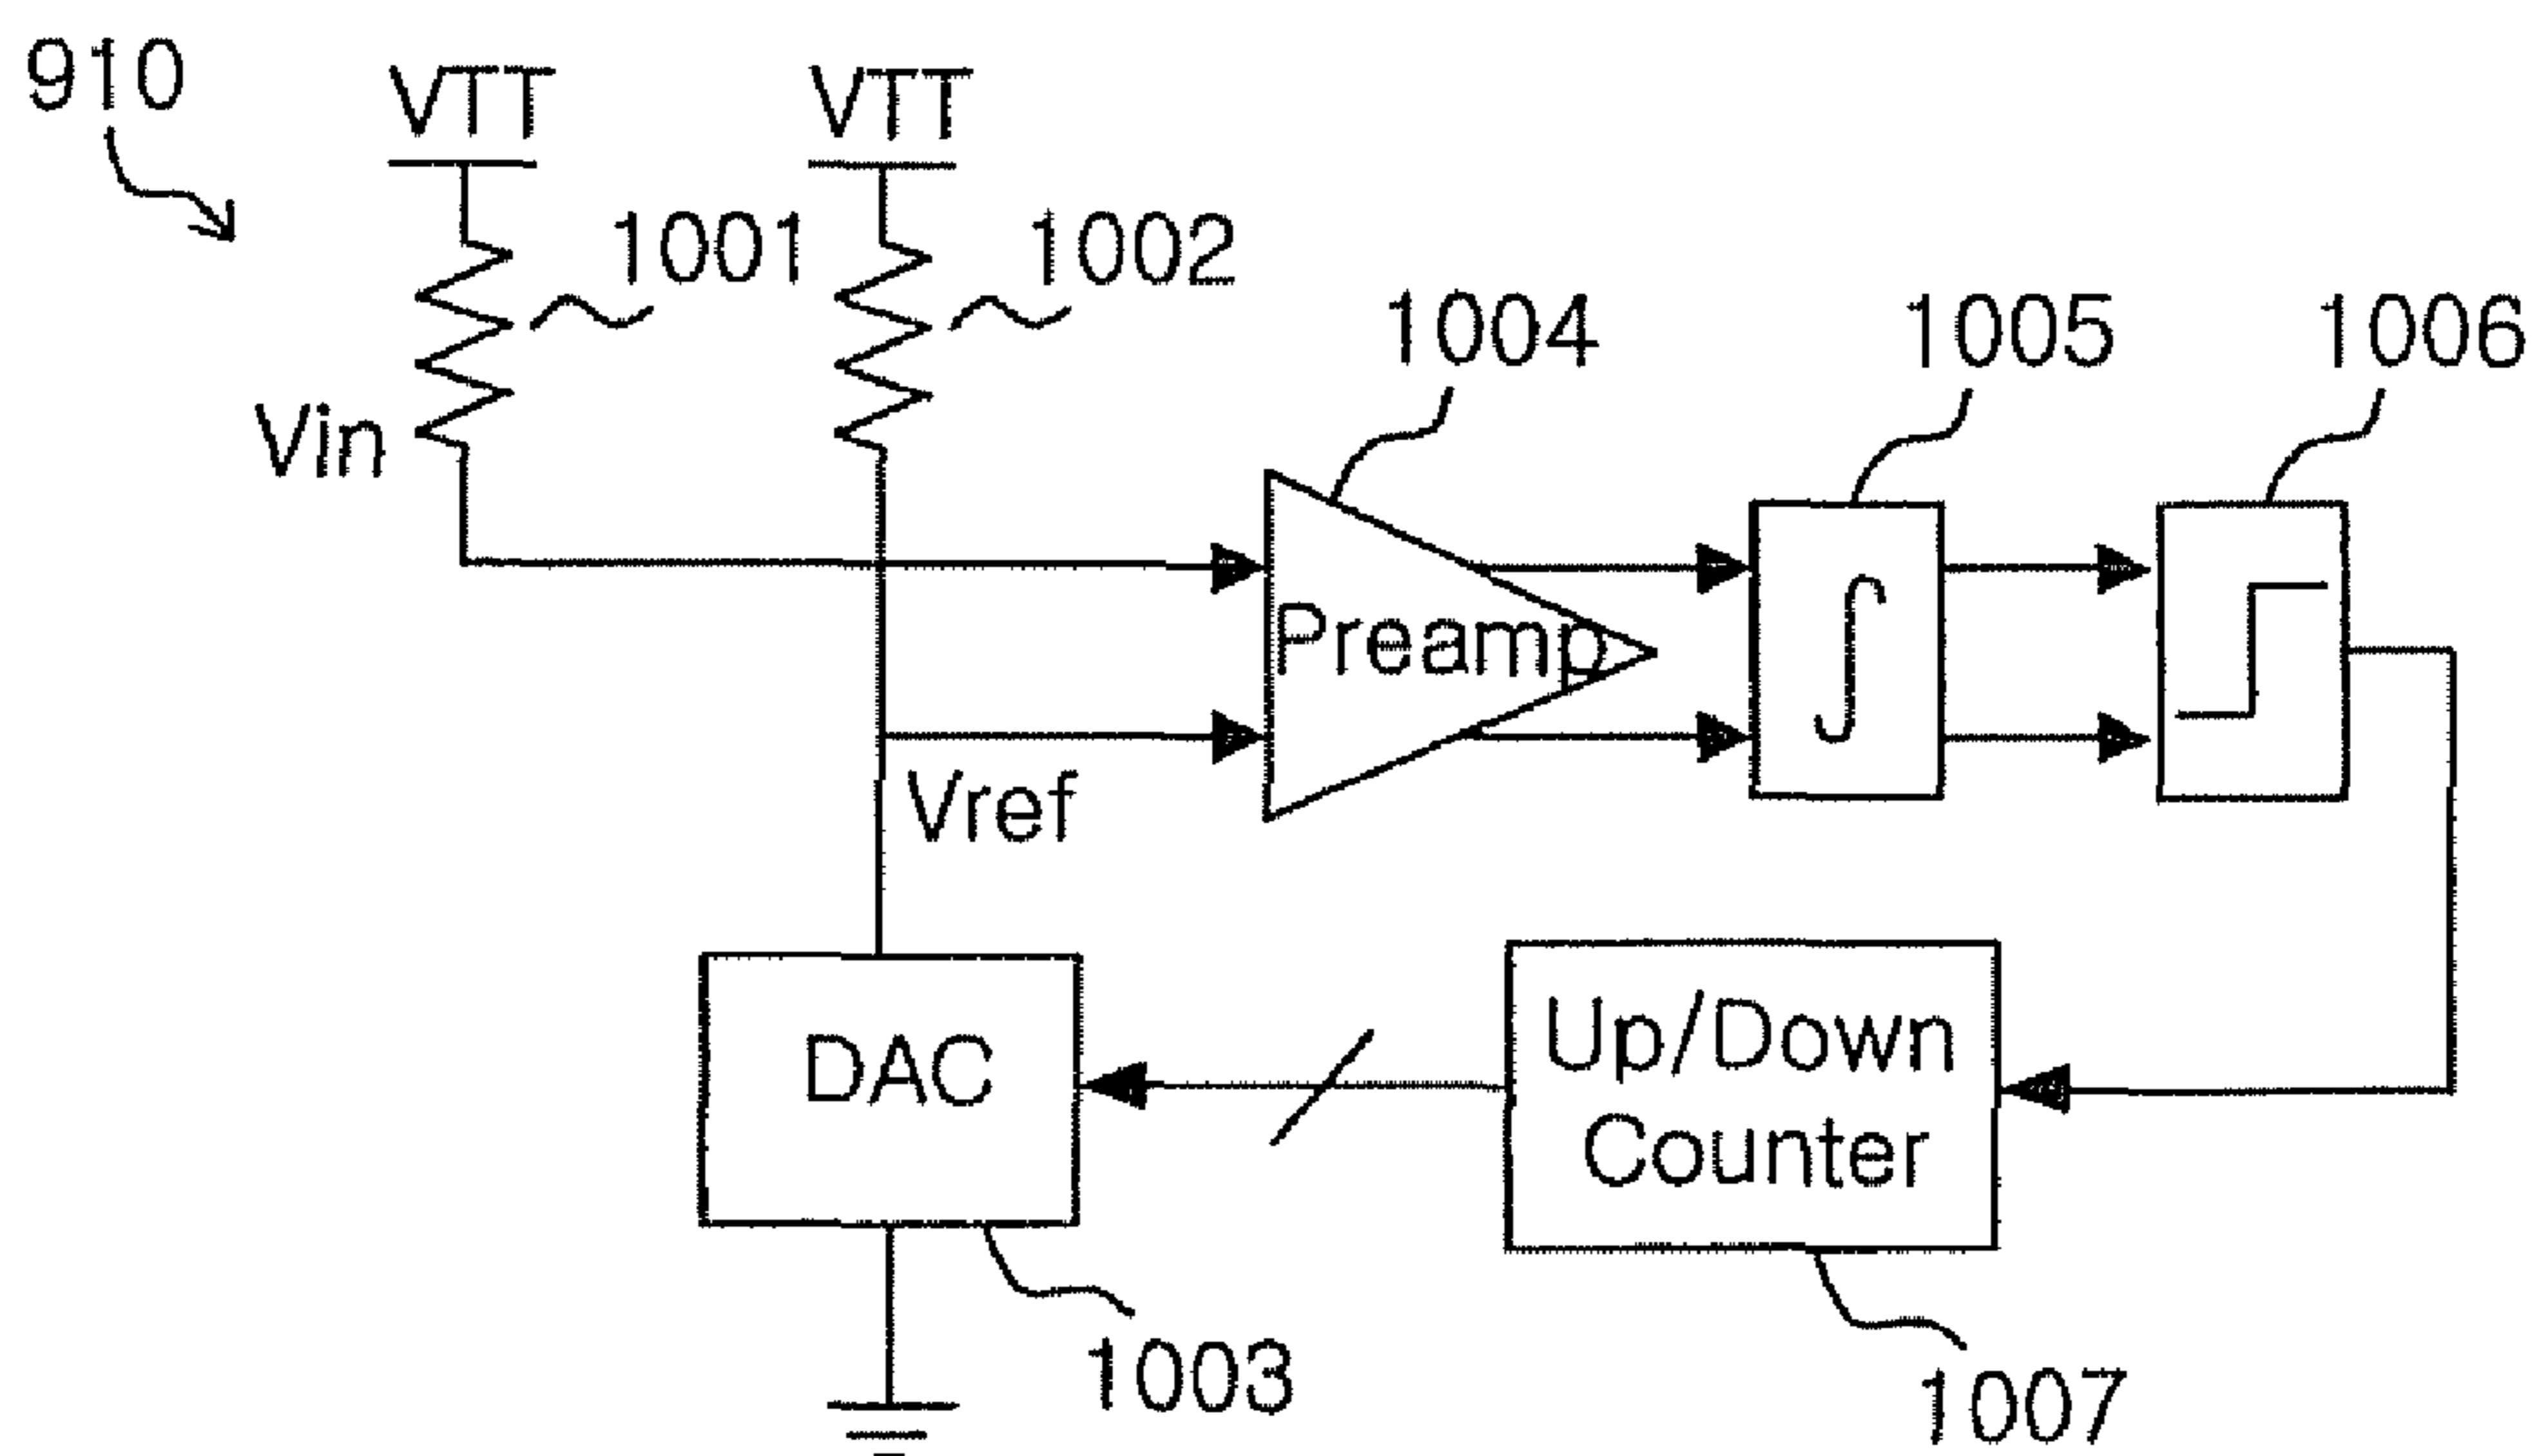 910
VTT
VTT
1001
1002
1004
1005
1006
Vin
Preamp
∫
Vref
DAC
Up/Down
Counter
1003
1007